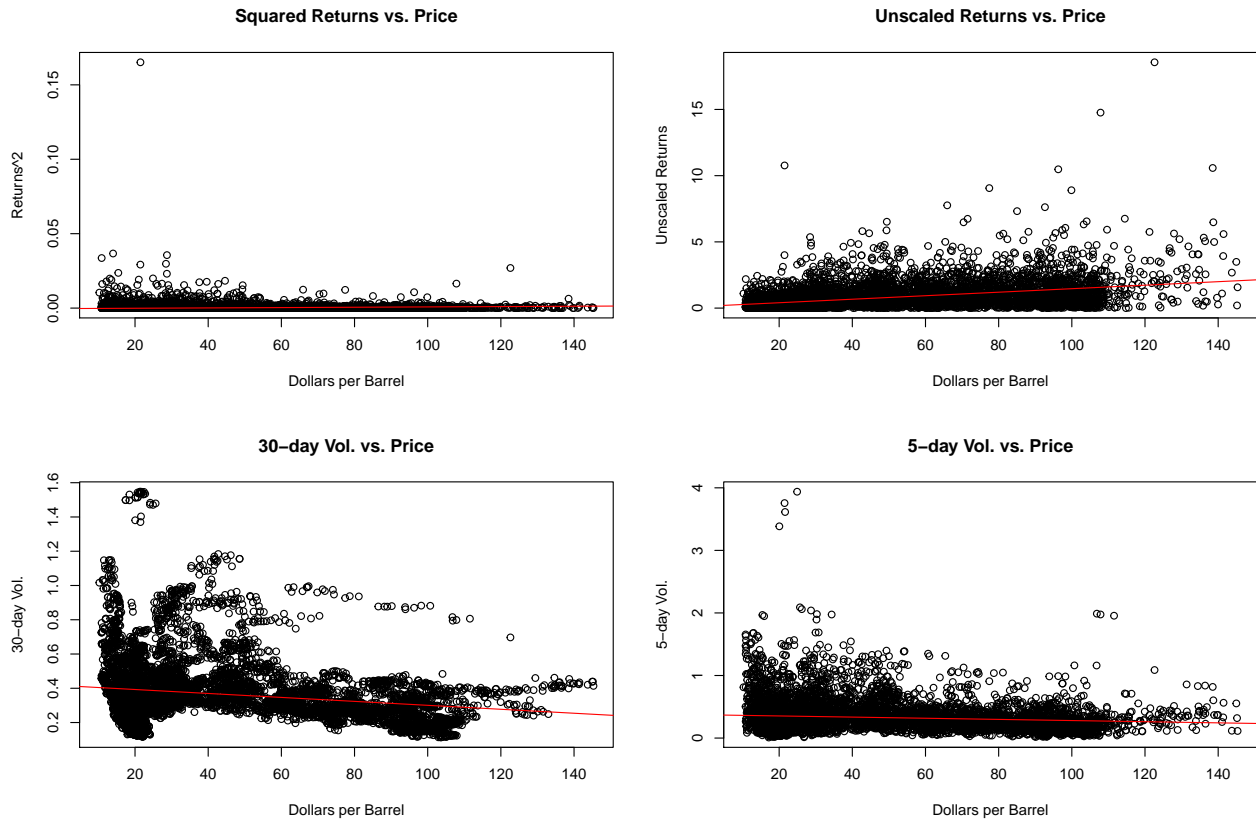 Squared Returns vs. Price
Returns^2
0.15
0.10
0.05
0.00
20 40 60 80 100 120 140
Dollars per Barrel
Unscaled Returns vs. Price
Unscaled Returns
15
10
5
0
20 40 60 80 100 120 140
Dollars per Barrel
30−day Vol. vs. Price
30−day Vol.
1.6
1.4
1.2
1.0
0.8
0.6
0.4
0.2
20 40 60 80 100 120 140
Dollars per Barrel
5−day Vol. vs. Price
5−day Vol.
4
3
2
1
0
20 40 60 80 100 120 140
Dollars per Barrel